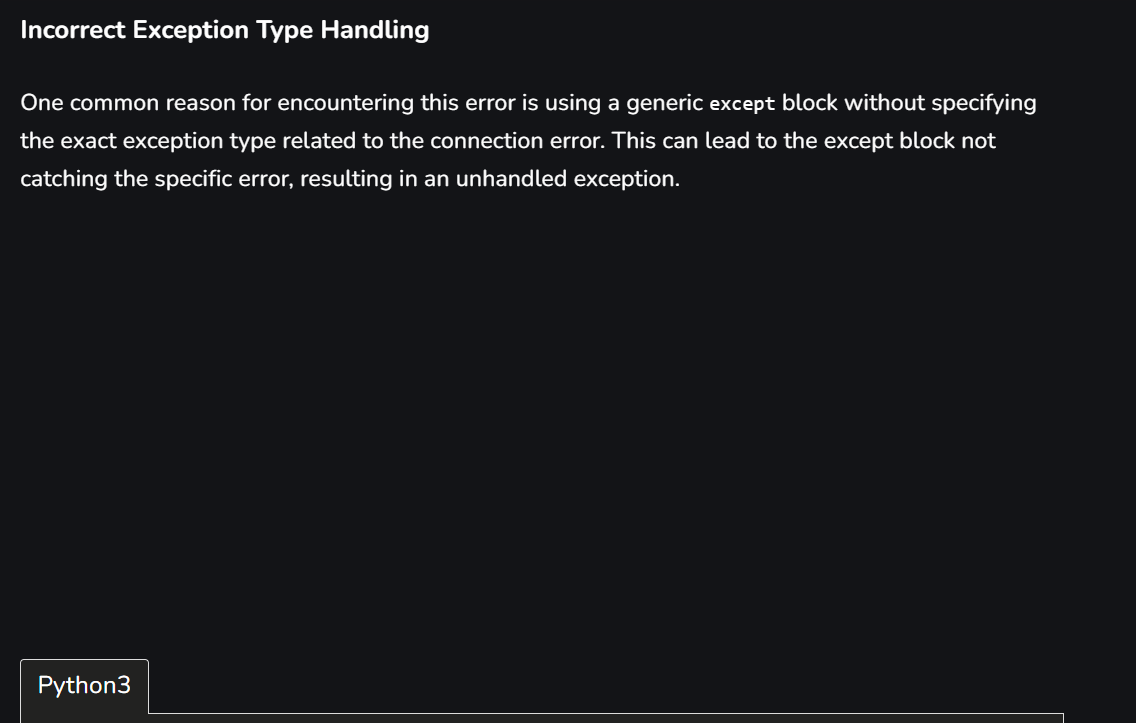 Incorrect Exception Type Handling
One common reason for encountering this error is using a generic except block without specifying
the exact exception type related to the connection error. This can lead to the except block not
catching the specific error, resulting in an unhandled exception.
Python3